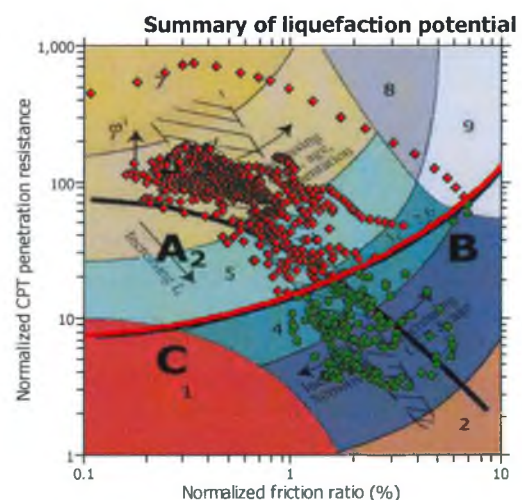 Summary of liquefaction potential
Normalized CPT penetration resistance
1,000
100
10
1
8
9
A2
Increasing
5
B
4
C
1
2
0.1
1
10
Normalized friction ratio (%)